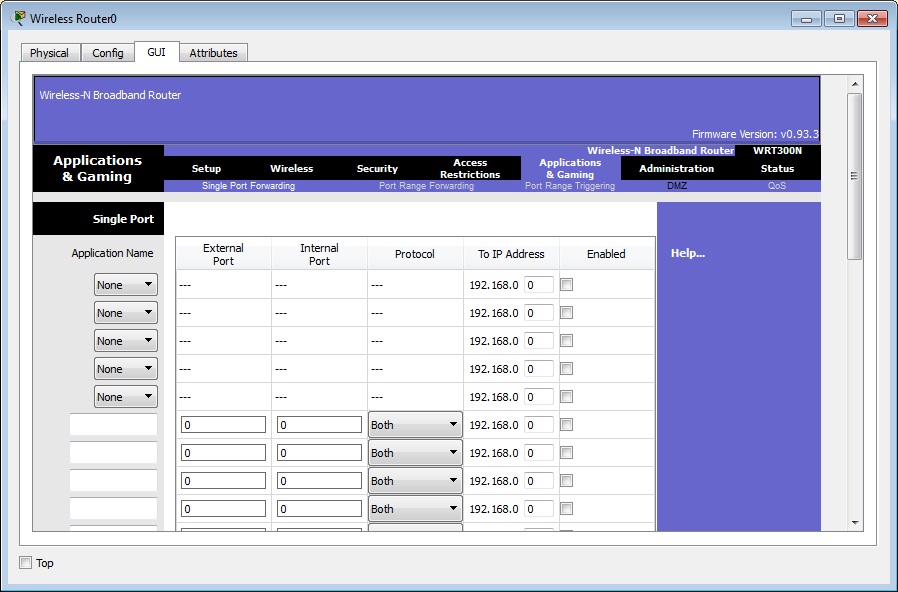 Wireless Router0
Physical Config GUI Attributes
Wireless-N Broadband Router
Firmware Version: v0.93.3
Wireless-N Broadband Router WRT300N
Applications & Gaming
Setup Wireless Security Access Restrictions Applications & Gaming Administration Status
Single Port Forwarding Port Range Forwarding Port Range Triggering DMZ QoS
Single Port
Application Name External Port Internal Port Protocol To IP Address Enabled Help...
None --- --- --- 192.168.0 0
None --- --- --- 192.168.0 0
None --- --- --- 192.168.0 0
None --- --- --- 192.168.0 0
None --- --- --- 192.168.0 0
0 0 Both 192.168.0 0
0 0 Both 192.168.0 0
0 0 Both 192.168.0 0
0 0 Both 192.168.0 0
Top